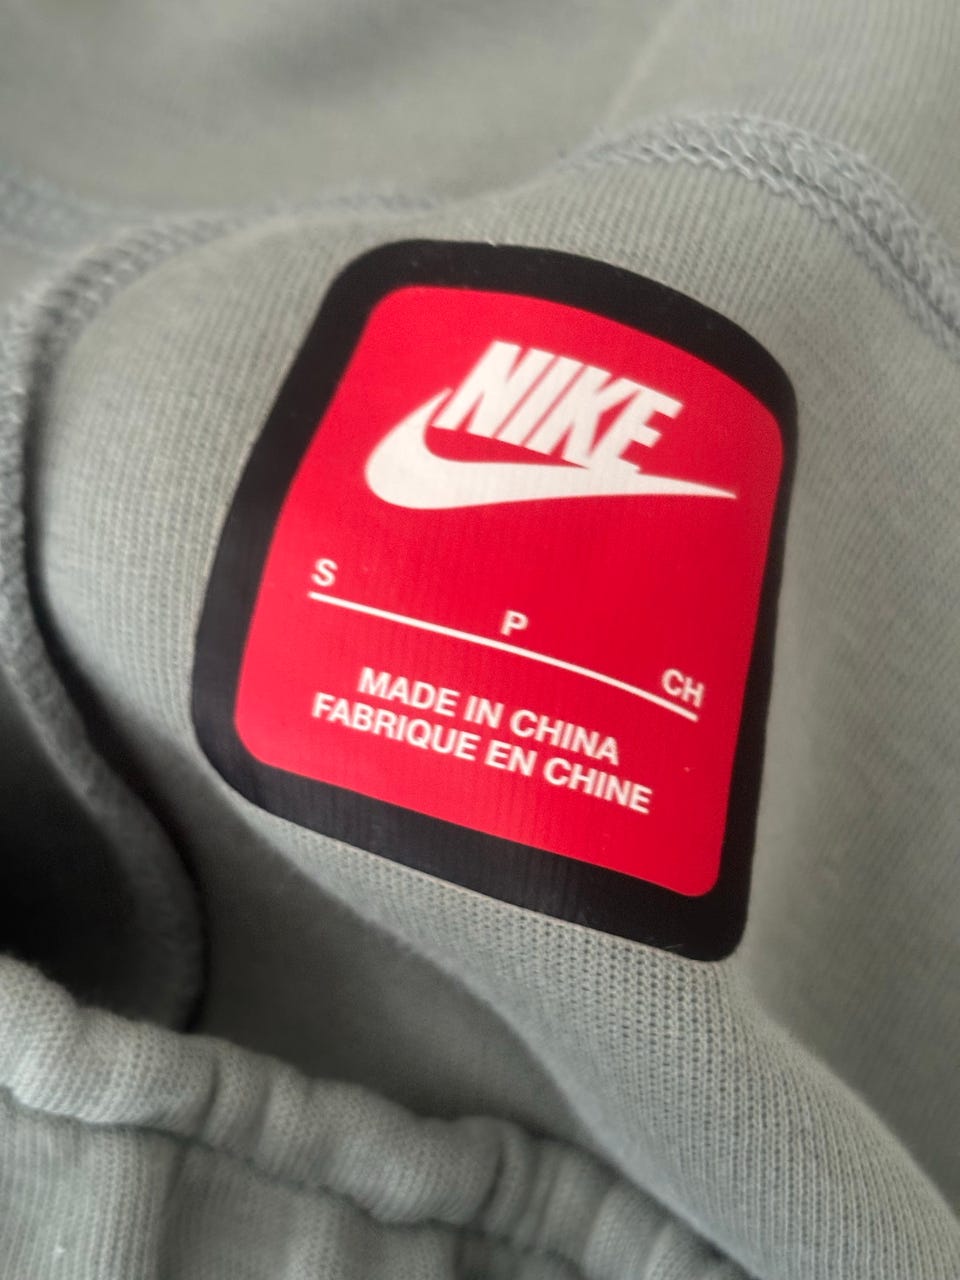 NIKE
S P CH
MADE IN CHINA
FABRIQUE EN CHINE